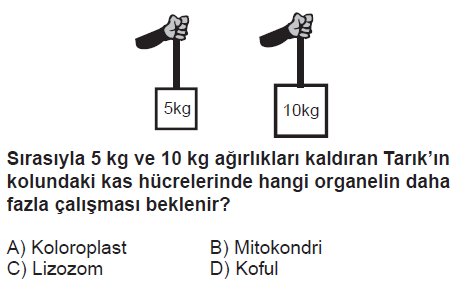 5kg
10kg
Sırasıyla 5 kg ve 10 kg ağırlıkları kaldıran Tarık’ın
kolundaki kas hücrelerinde hangi organelin daha
fazla çalışması beklenir?
A) Koloroplast B) Mitokondri
C) Lizozom D) Koful